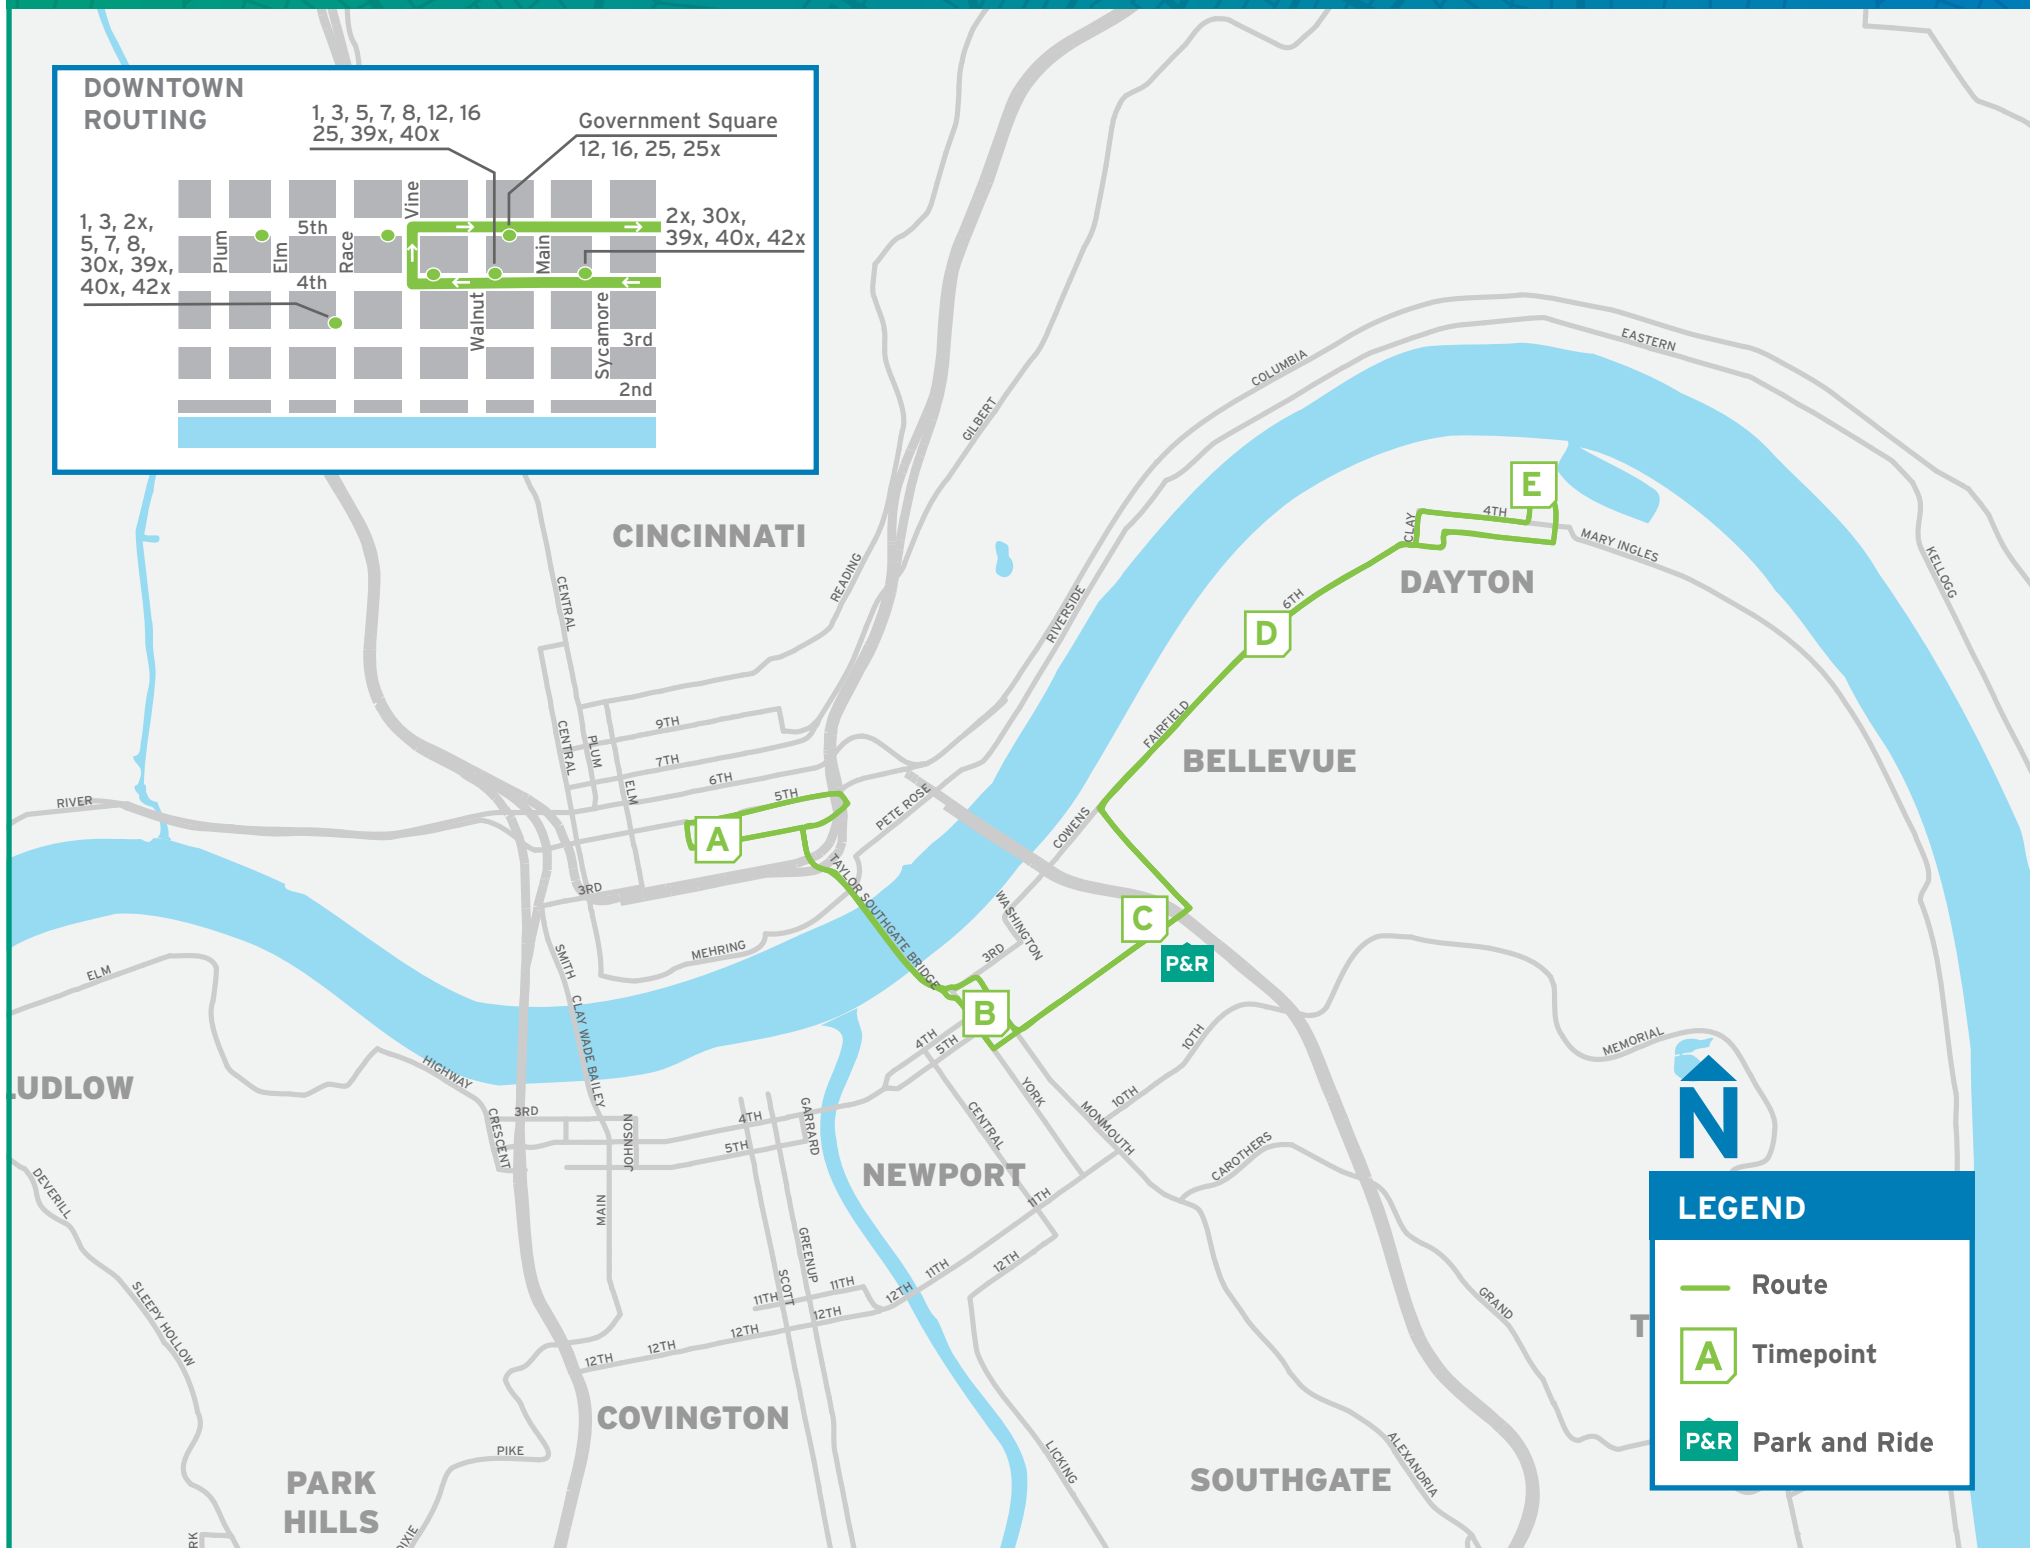 DOWNTOWN
ROUTING
1, 3, 5, 7, 8, 12, 16
25, 39x, 40x
Government Square
12, 16, 25, 25x
1, 3, 2x,
5, 7, 8,
30x, 39x,
40x, 42x
2x, 30x,
39x, 40x, 42x
Plum
Elm
5th
Race
Vine
Main
4th
Walnut
Sycamore
3rd
2nd
EASTERN
COLUMBIA
GILBERT
CINCINNATI
E
4TH
CLAY
MARY INGLES
DAYTON
KELLOGG
READING
CENTRAL
RIVERSIDE
6TH
D
FAIRFIELD
BELLEVUE
9TH
CENTRAL
PLUM
7TH
6TH
ELM
5TH
PETE ROSE
RIVER
A
COWENS
TAYLOR SOUTHGATE BRIDGE
3RD
WASHINGTON
C
P&R
MEHRING
3RD
SMITH
ELM
B
CLAY WADE BAILEY
4TH
5TH
10TH
MEMORIAL
N
LUDLOW
HIGHWAY
YORK
10TH
3RD
CRESCENT
JOHNSON
4TH
GARRARD
CENTRAL
MONMOUTH
5TH
CAROTHERS
NEWPORT
DEVERILL
MAIN
11TH
LEGEND
Route
A Timepoint
P&R Park and Ride
GREENUP
SCOTT
11TH
12TH
11TH
12TH
11TH
12TH
12TH
12TH
12TH
SLEEPY HOLLOW
GRAND
T
COVINGTON
PIKE
LICKING
ALEXANDRIA
SOUTHGATE
PARK
HILLS
DIXIE
RK